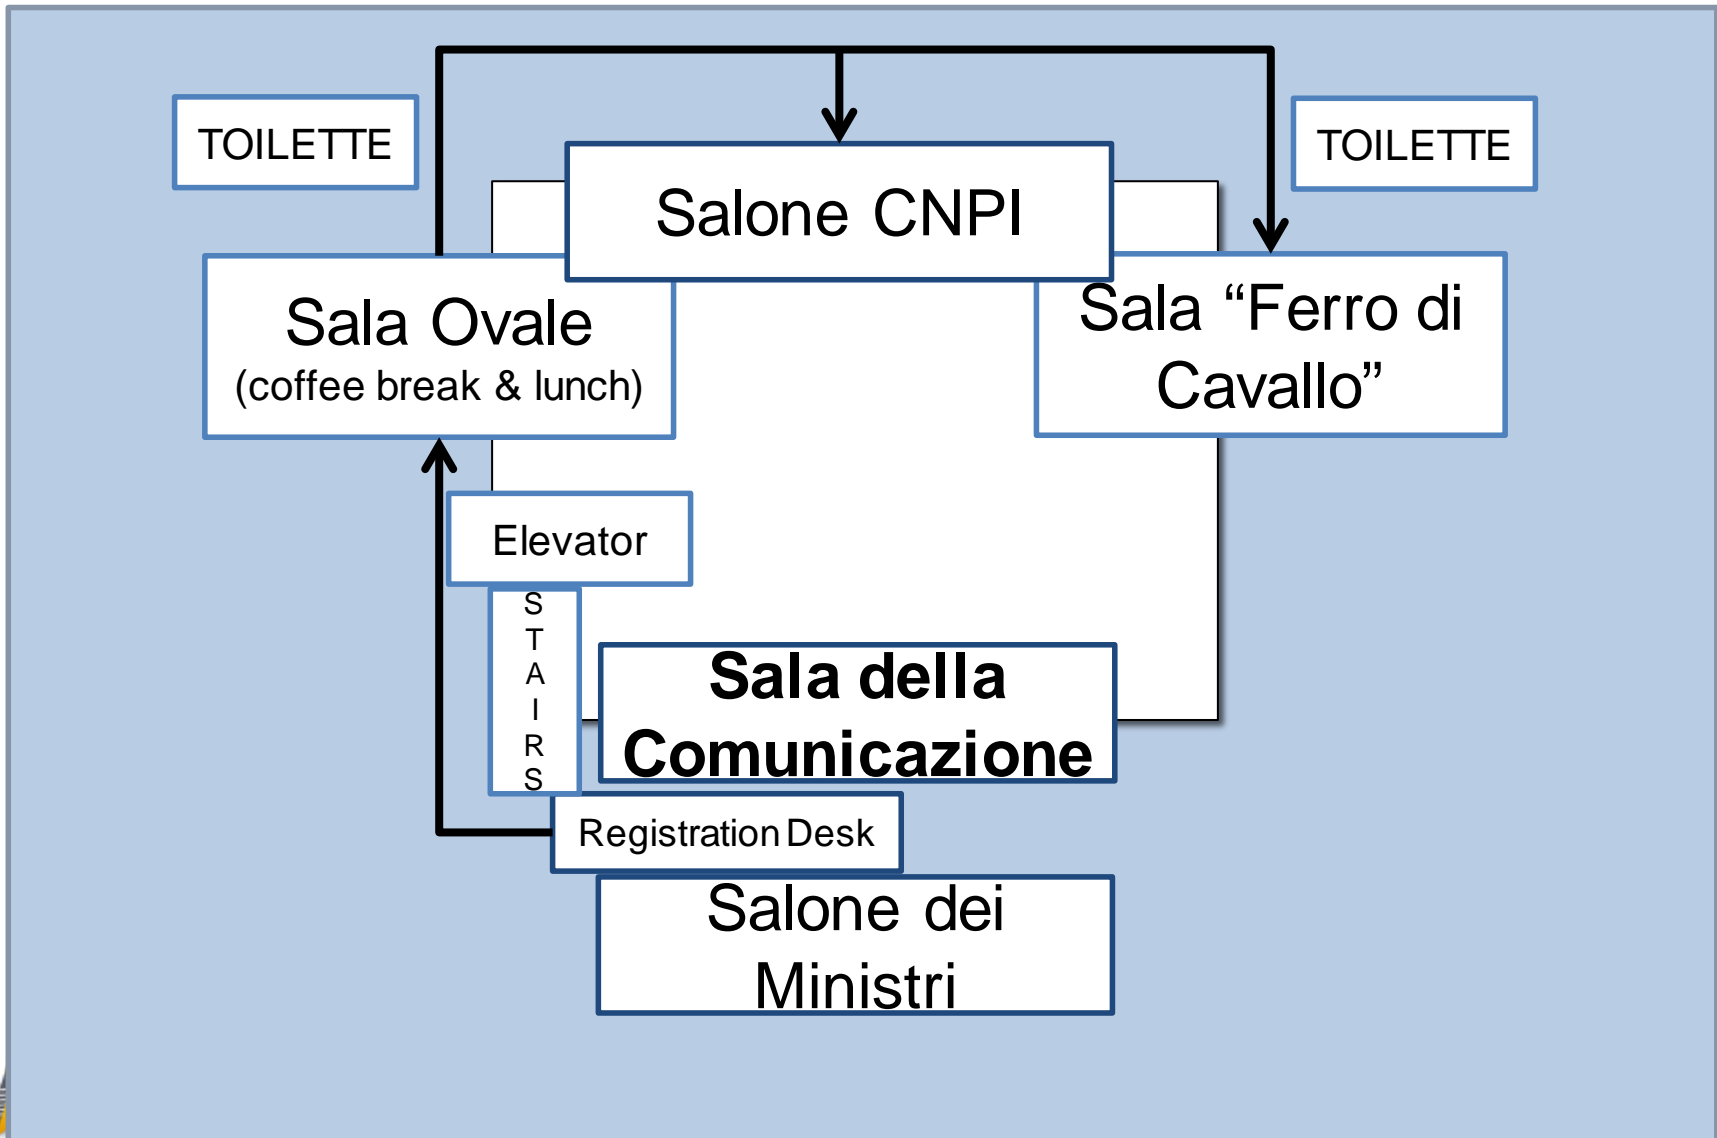 TOILETTE
TOILETTE
Salone CNPI
Sala Ovale
(coffee break & lunch)
Sala “Ferro di
Cavallo”
Elevator
S
T
A
I
R
S
Sala della
Comunicazione
Registration Desk
Salone dei
Ministri